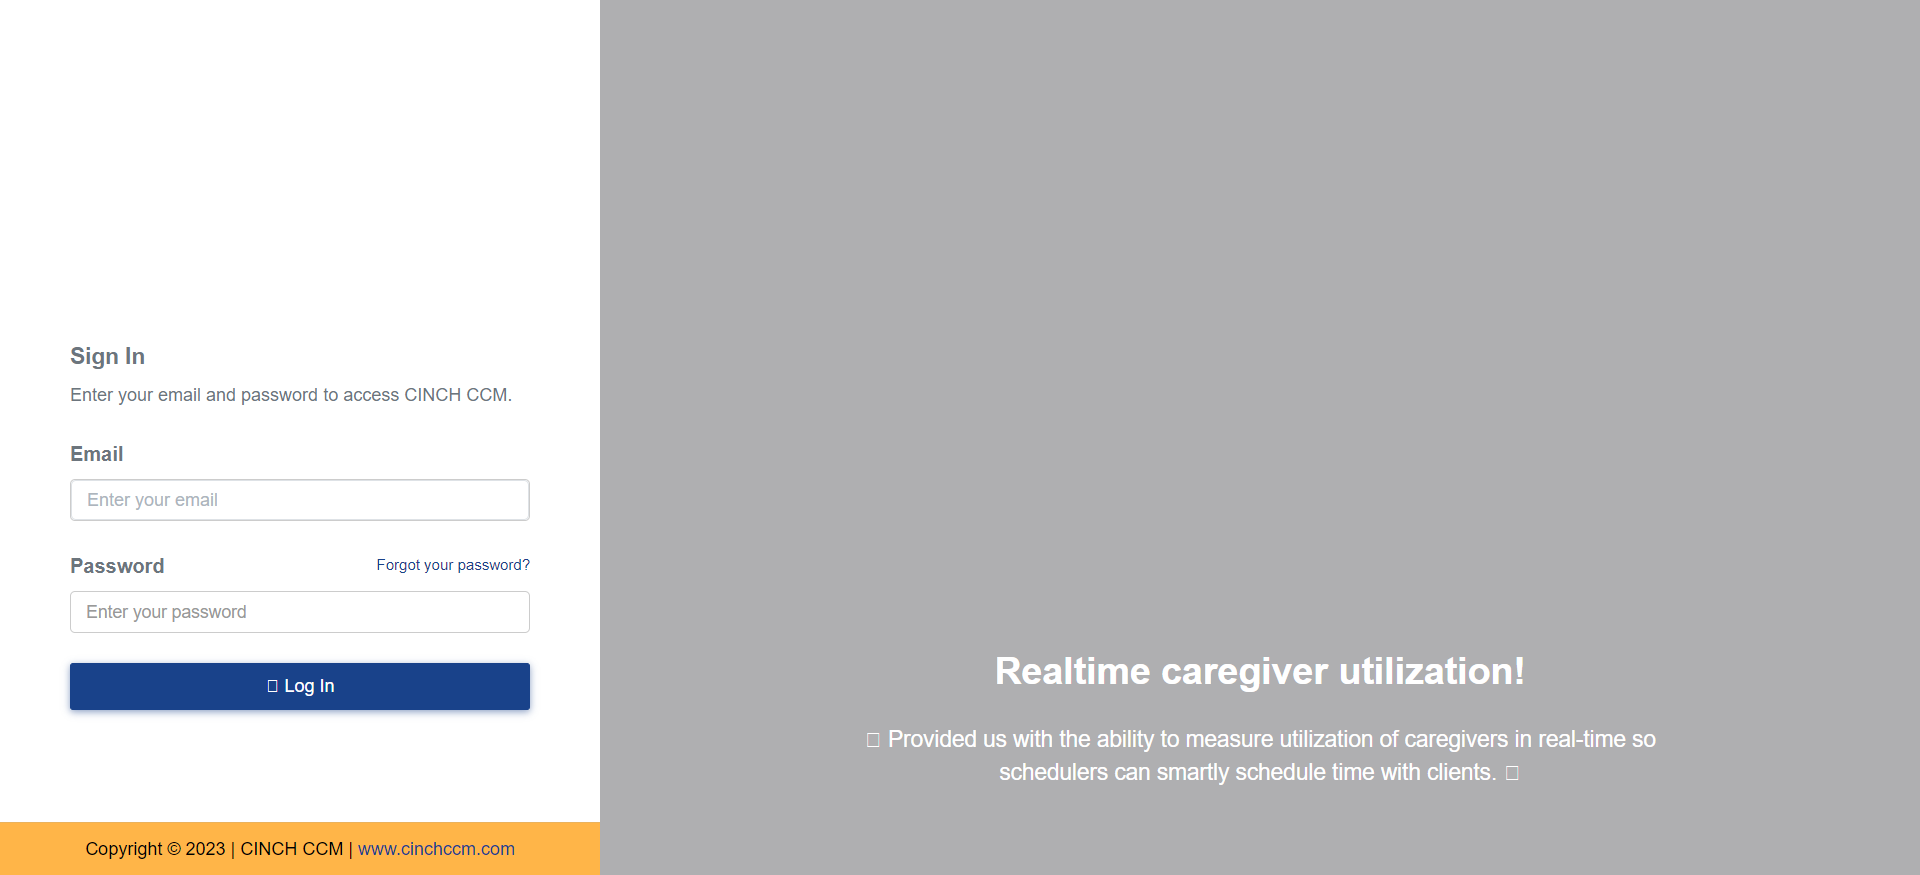 Sign In
Enter your email and password to access CINCH CCM.
Email
Enter your email
Password
Forgot your password?
Enter your password
Log In
Copyright © 2023 | CINCH CCM | www.cinchccm.com
Realtime caregiver utilization!
Provided us with the ability to measure utilization of caregivers in real-time so
schedulers can smartly schedule time with clients.